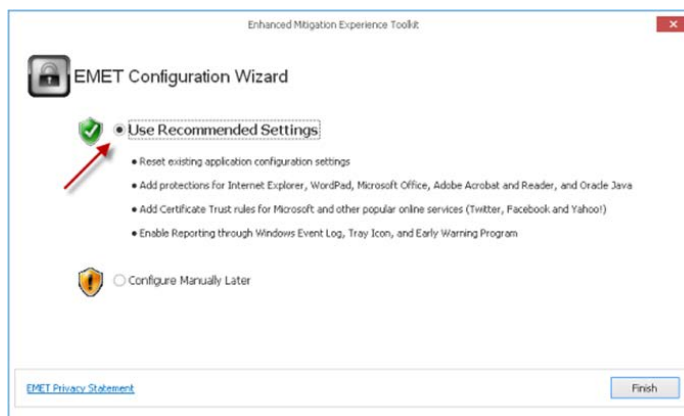 Enhanced Mitigation Experience Toolkit
EMET Configuration Wizard
Use Recommended Settings
• Reset existing application configuration settings
• Add protections for Internet Explorer, WordPad, Microsoft Office, Adobe Acrobat and Reader, and Oracle Java
• Add Certificate Trust rules for Microsoft and other popular online services (Twitter, Facebook and Yahoo!)
• Enable Reporting through Windows Event Log, Tray Icon, and Early Warning Program
Configure Manually Later
EMET Privacy Statement
Finish